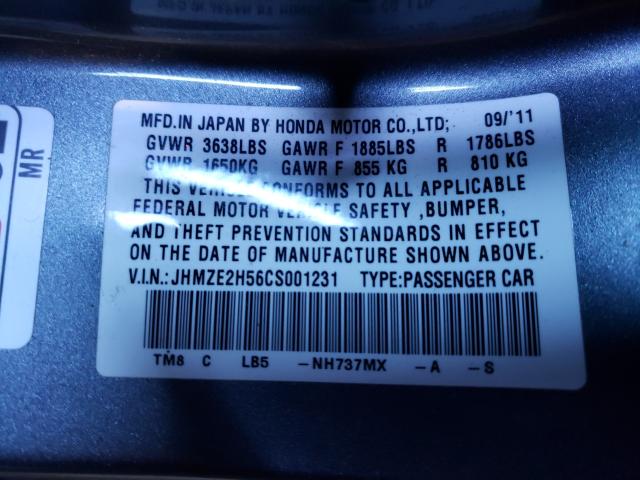 MFD.IN JAPAN BY HONDA MOTOR CO.,LTD; 09/'11
GVWR 3638LBS GAWR F 1885LBS R 1786LBS
GVWR 1650KG GAWR F 855 KG R 810 KG
THIS VEHICLE CONFORMS TO ALL APPLICABLE
FEDERAL MOTOR VEHICLE SAFETY ,BUMPER,
AND THEFT PREVENTION STANDARDS IN EFFECT
ON THE DATE OF MANUFACTURE SHOWN ABOVE.
V.I.N.: JHMZE2H56CS001231 TYPE:PASSENGER CAR
TM8 C LB5 -NH737MX -A -S
MR